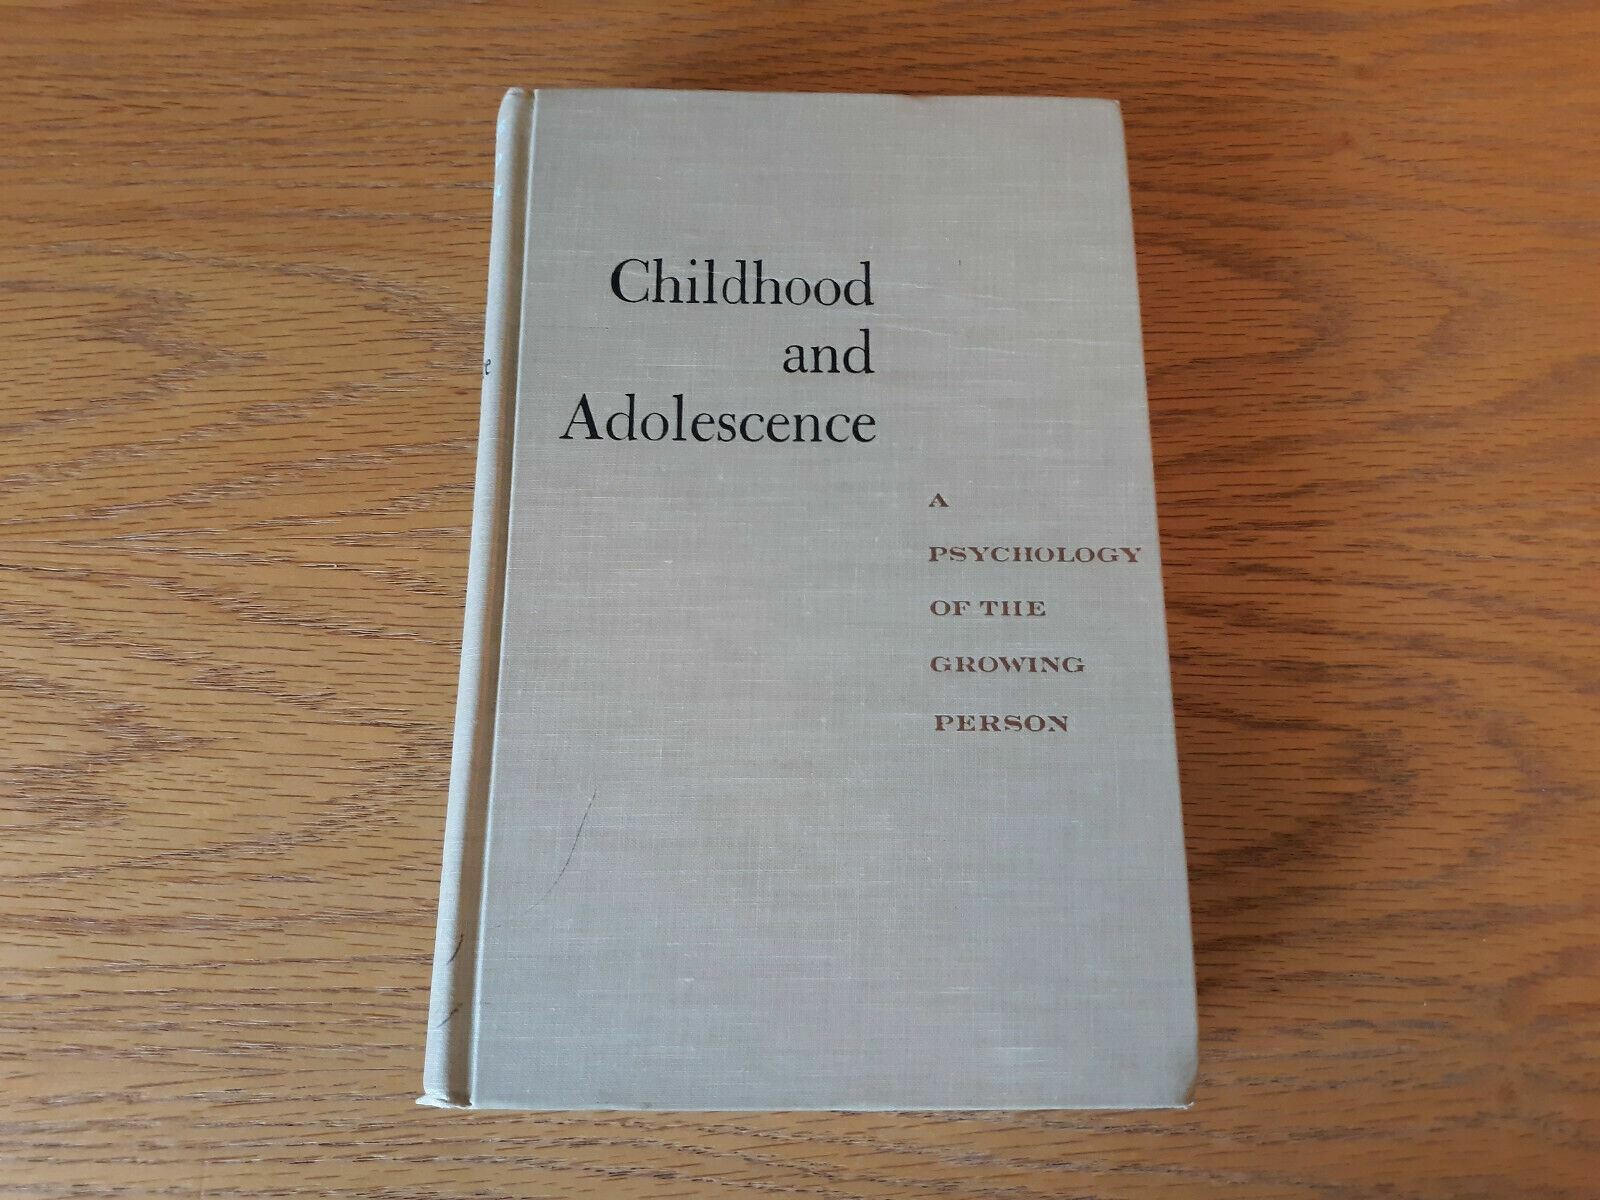 Childhood
and
Adolescence
A
PSYCHOLOGY
OF THE
GROWING
PERSON